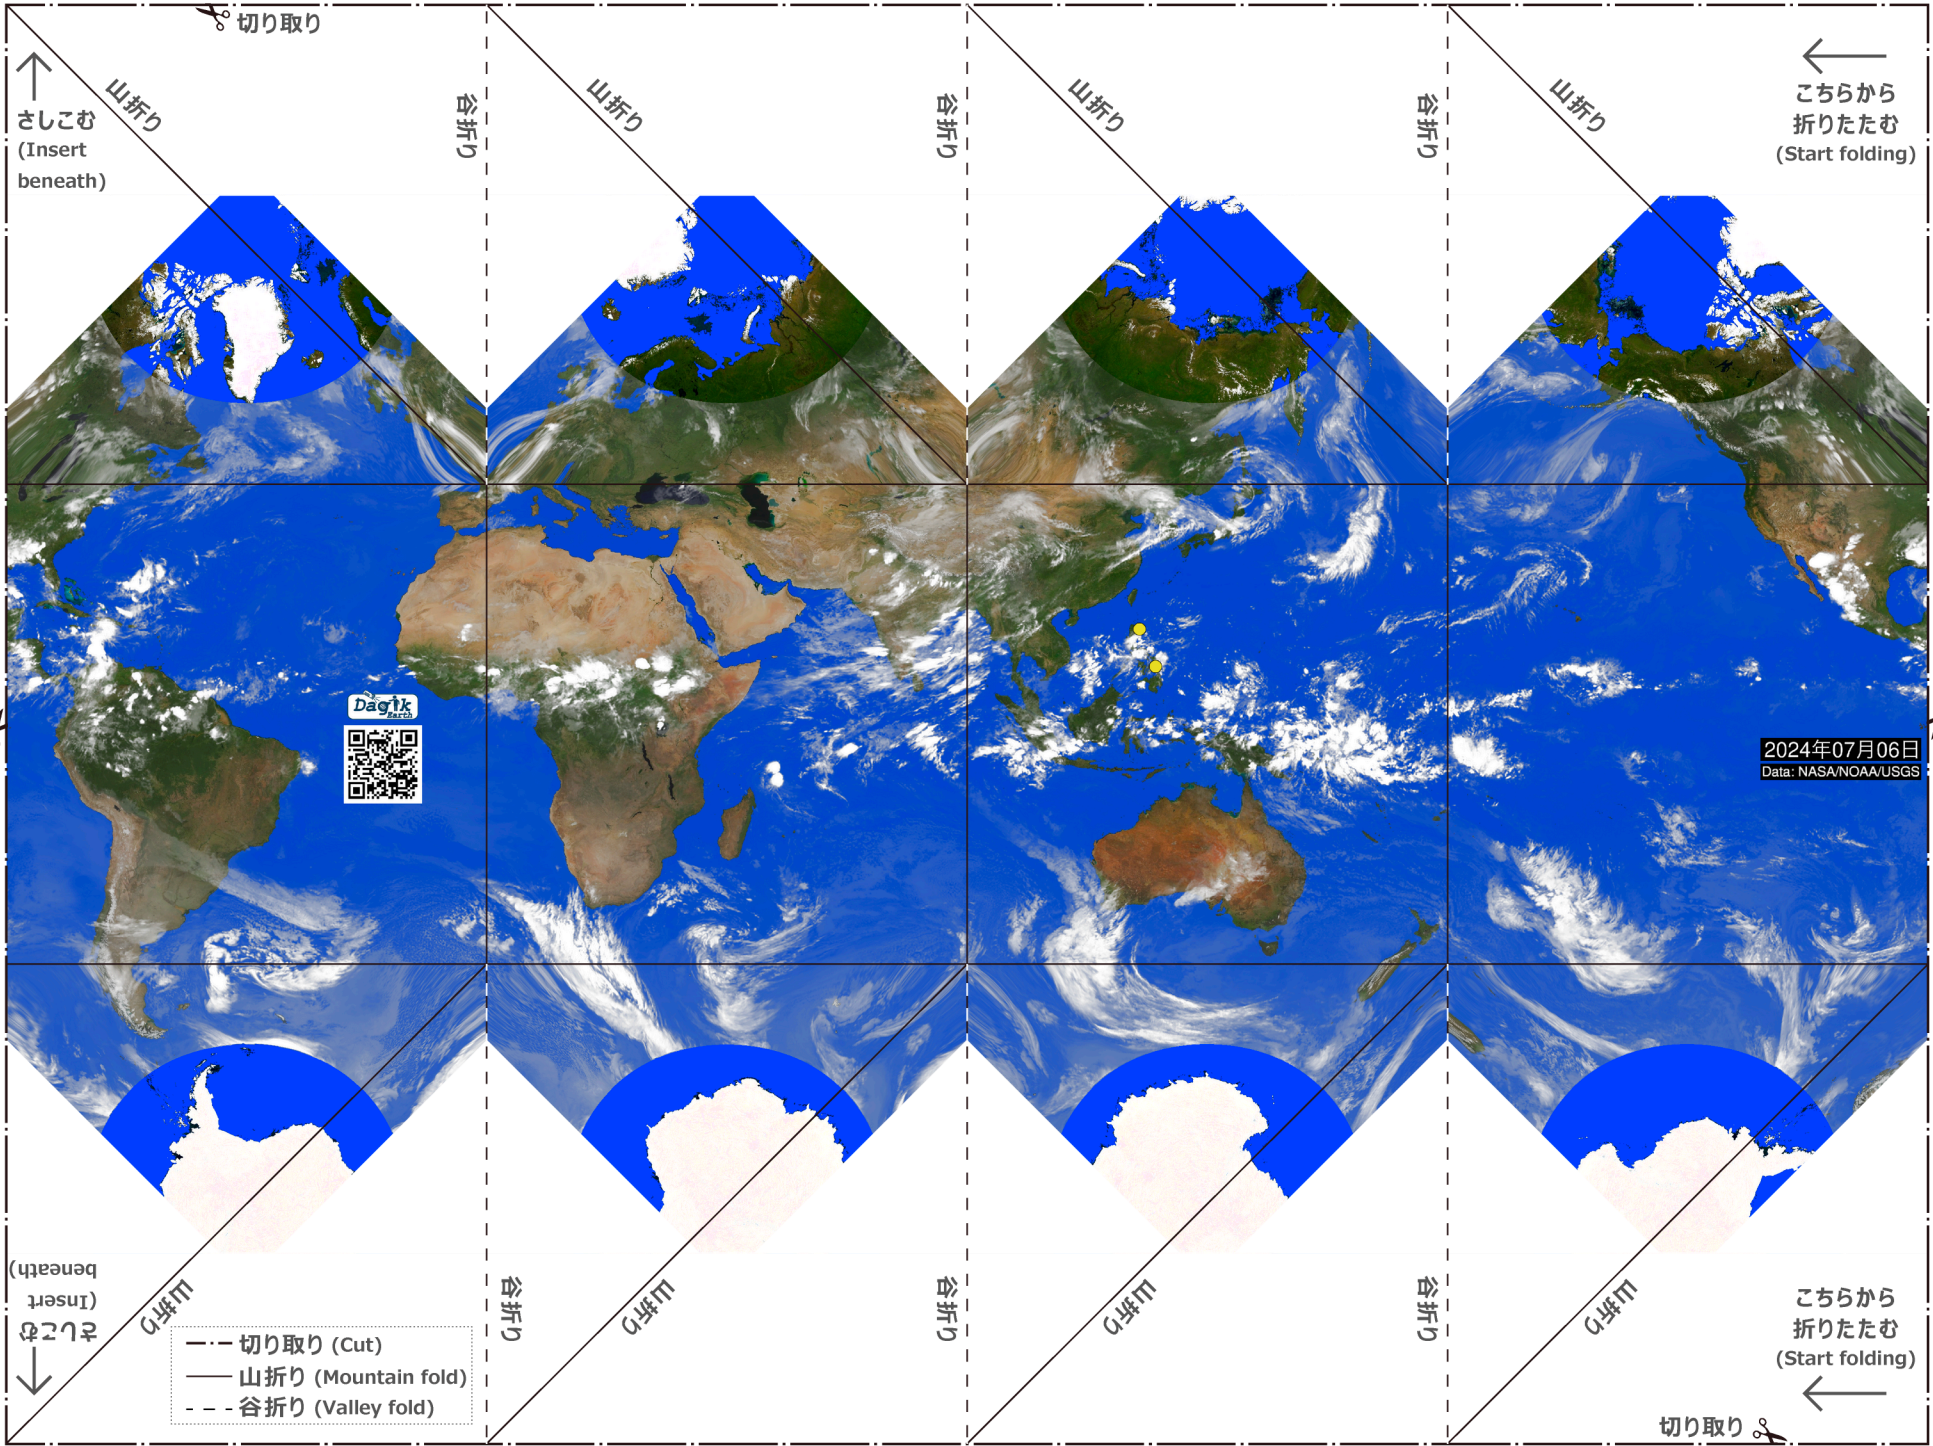 切り取り
さしこむ
(Insert
beneath)
山折り
谷折り
山折り
谷折り
山折り
谷折り
山折り
こちらから
折りたたむ
(Start folding)
Dagik
Earth
2024年07月06日
Data: NASA/NOAA/USGS
さしこむ
(Insert
beneath)
山折り
谷折り
山折り
谷折り
山折り
谷折り
山折り
こちらから
折りたたむ
(Start folding)
切り取り (Cut)
山折り (Mountain fold)
谷折り (Valley fold)
切り取り